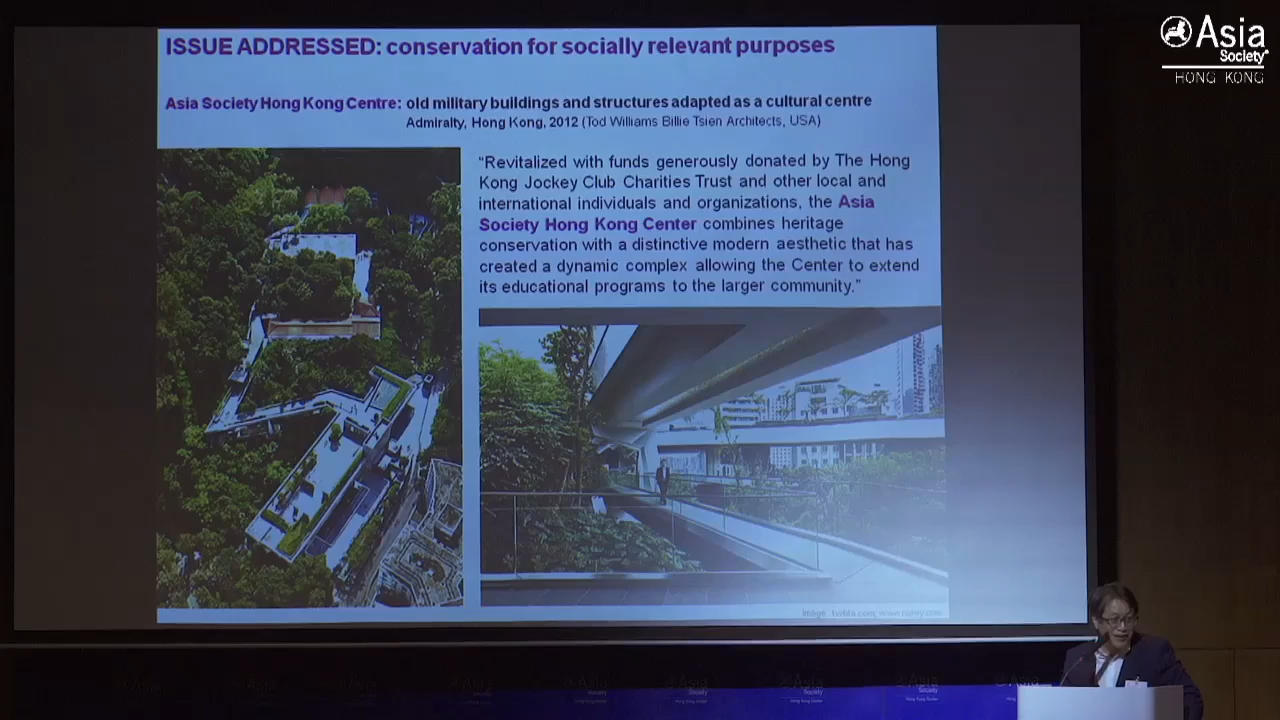 ISSUE ADDRESSED: conservation for socially relevant purposes
Asia Society Hong Kong Centre: old military buildings and structures adapted as a cultural centre
Admiralty, Hong Kong, 2012 (Tod Williams Billie Tsien Architects, USA)
“Revitalized with funds generously donated by The Hong
Kong Jockey Club Charities Trust and other local and
international individuals and organizations, the Asia
Society Hong Kong Center combines heritage
conservation with a distinctive modern aesthetic that has
created a dynamic complex allowing the Center to extend
its educational programs to the larger community.”
Asia
Society
HONG KONG